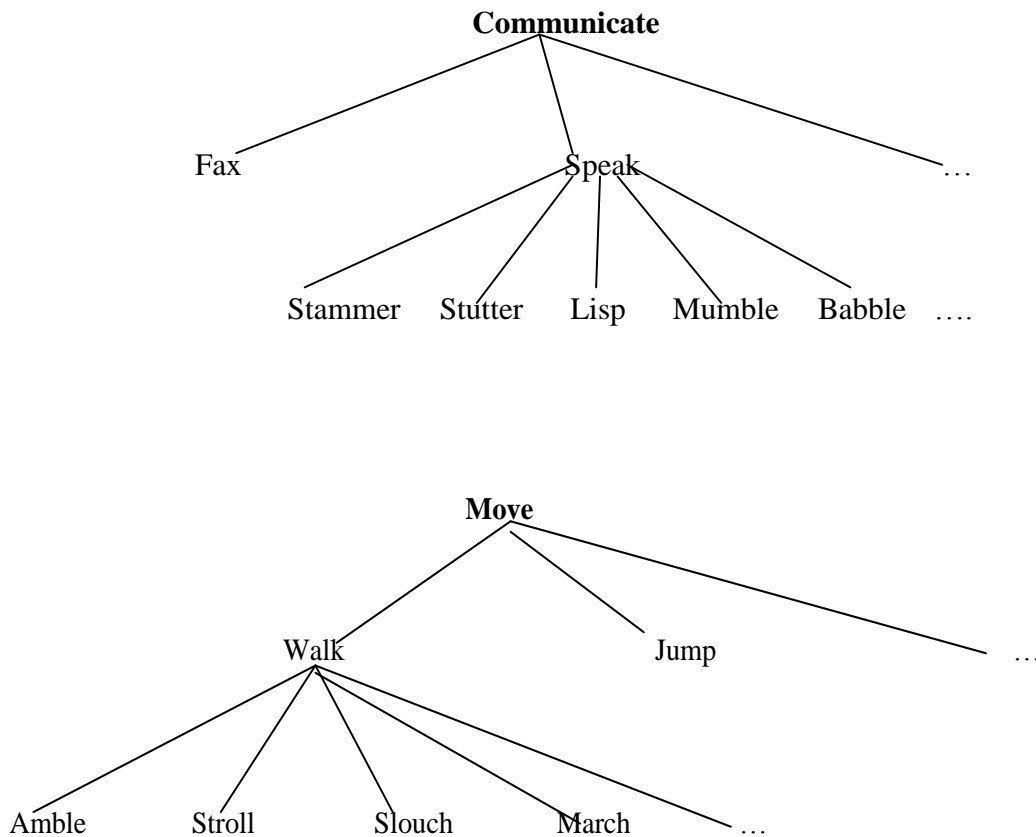 Communicate
Fax Speak …
Stammer Stutter Lisp Mumble Babble ….
Move
Walk Jump …
Amble Stroll Slouch March …